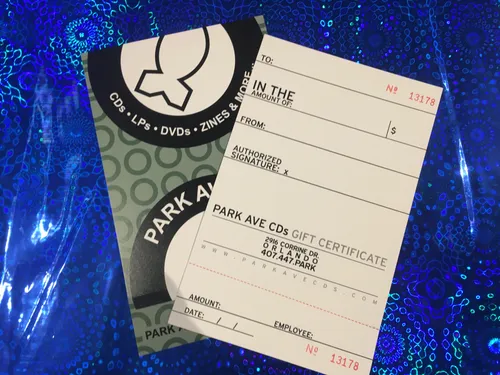 CDs • LPs • DVDs • ZINES & MORE
PARK AV
PARK A
TO:
Nº 13178
IN THE
AMOUNT OF:
$
FROM:
AUTHORIZED
SIGNATURE: x
PARK AVE CDs GIFT CERTIFICATE
2916 CORRINE DR.
ORLANDO
407.447.PARK
WWW.PARKAVECDS.COM
AMOUNT:
DATE: / /
EMPLOYEE:
Nº 13178